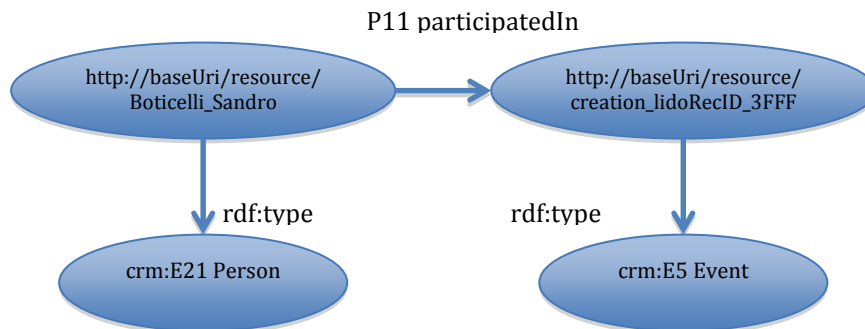 P11 participatedIn
http://baseUri/resource/
Boticelli_Sandro
http://baseUri/resource/
creation_lidoRecID_3FFF
rdf:type
rdf:type
crm:E21 Person
crm:E5 Event